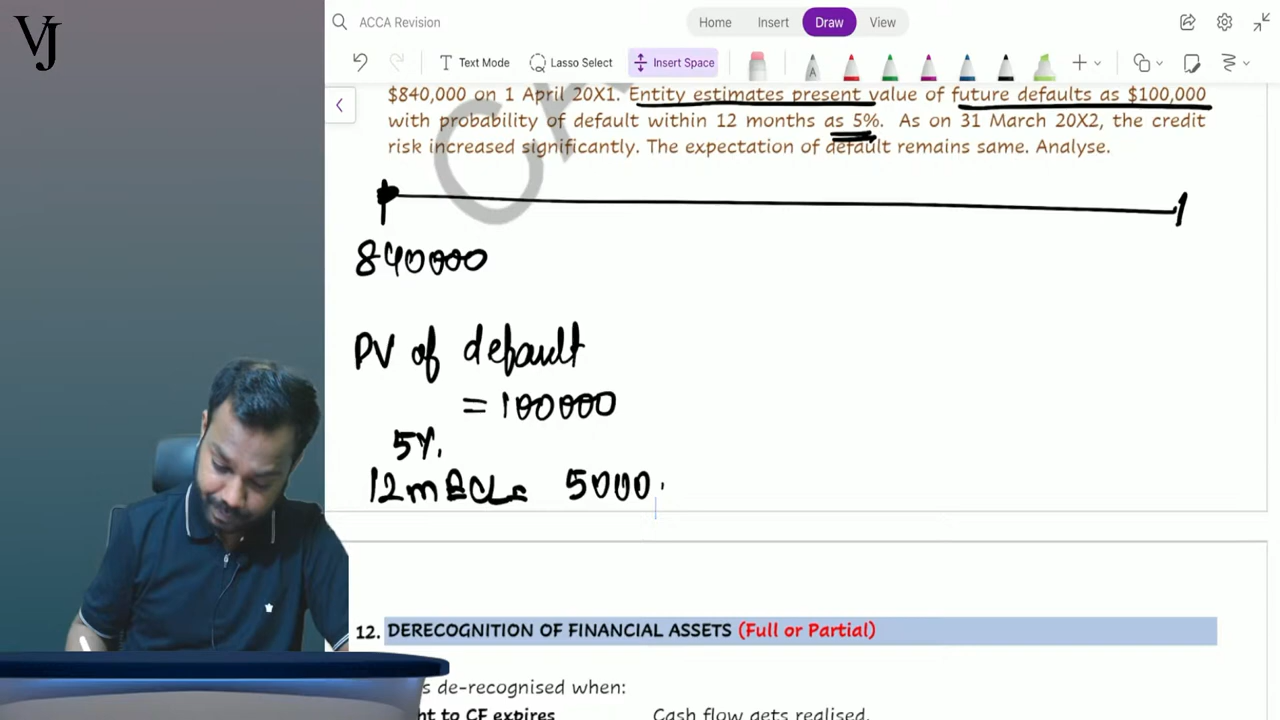 VJ
ACCA Revision
Home Insert Draw View
Text Mode Lasso Select Insert Space
$840,000 on 1 April 20X1. Entity estimates present value of future defaults as $100,000
with probability of default within 12 months as 5%. As on 31 March 20X2, the credit
risk increased significantly. The expectation of default remains same. Analyse.
840000
PV of default
= 100000
5%.
12m ECL = 5000.
12. DERECOGNITION OF FINANCIAL ASSETS (Full or Partial)
s de-recognised when:
ht to CF expires Cash flow gets realised.